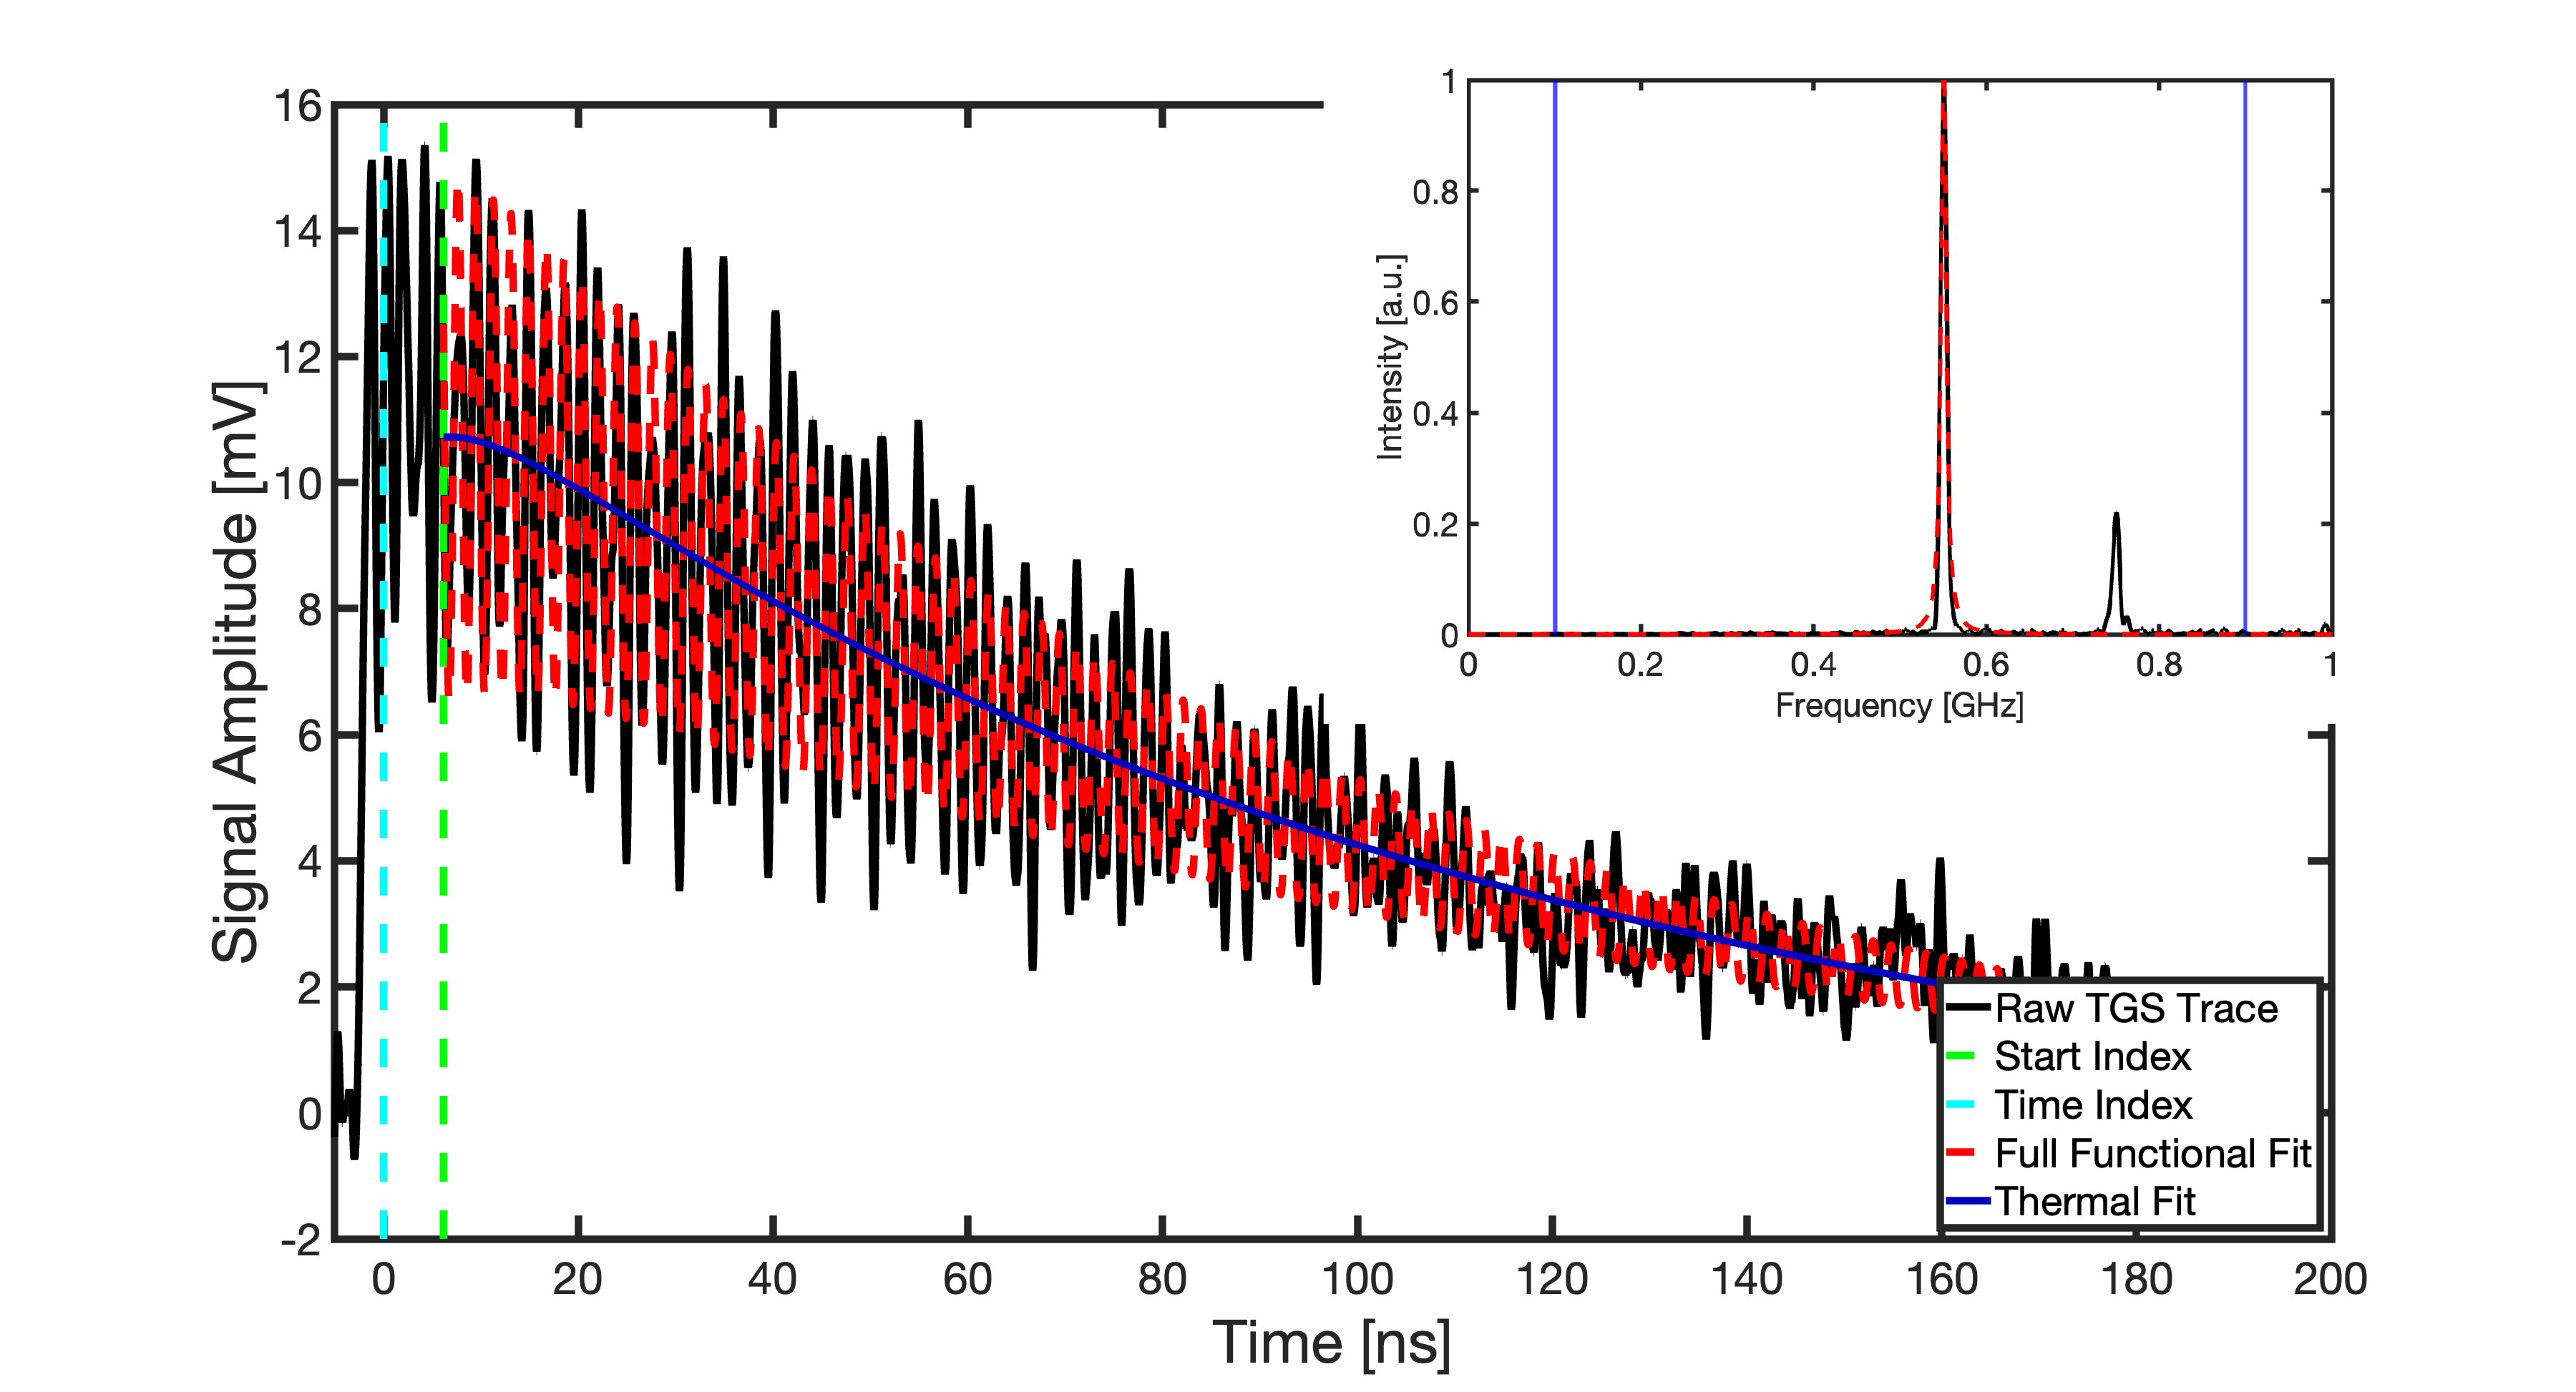 16
14
12
10
8
6
4
2
0
-2
Signal Amplitude [mV]
0 20 40 60 80 100 120 140 160 180 200
Time [ns]
1
0.8
0.6
0.4
0.2
0
Intensity [a.u.]
0 0.2 0.4 0.6 0.8 1
Frequency [GHz]
Raw TGS Trace
Start Index
Time Index
Full Functional Fit
Thermal Fit